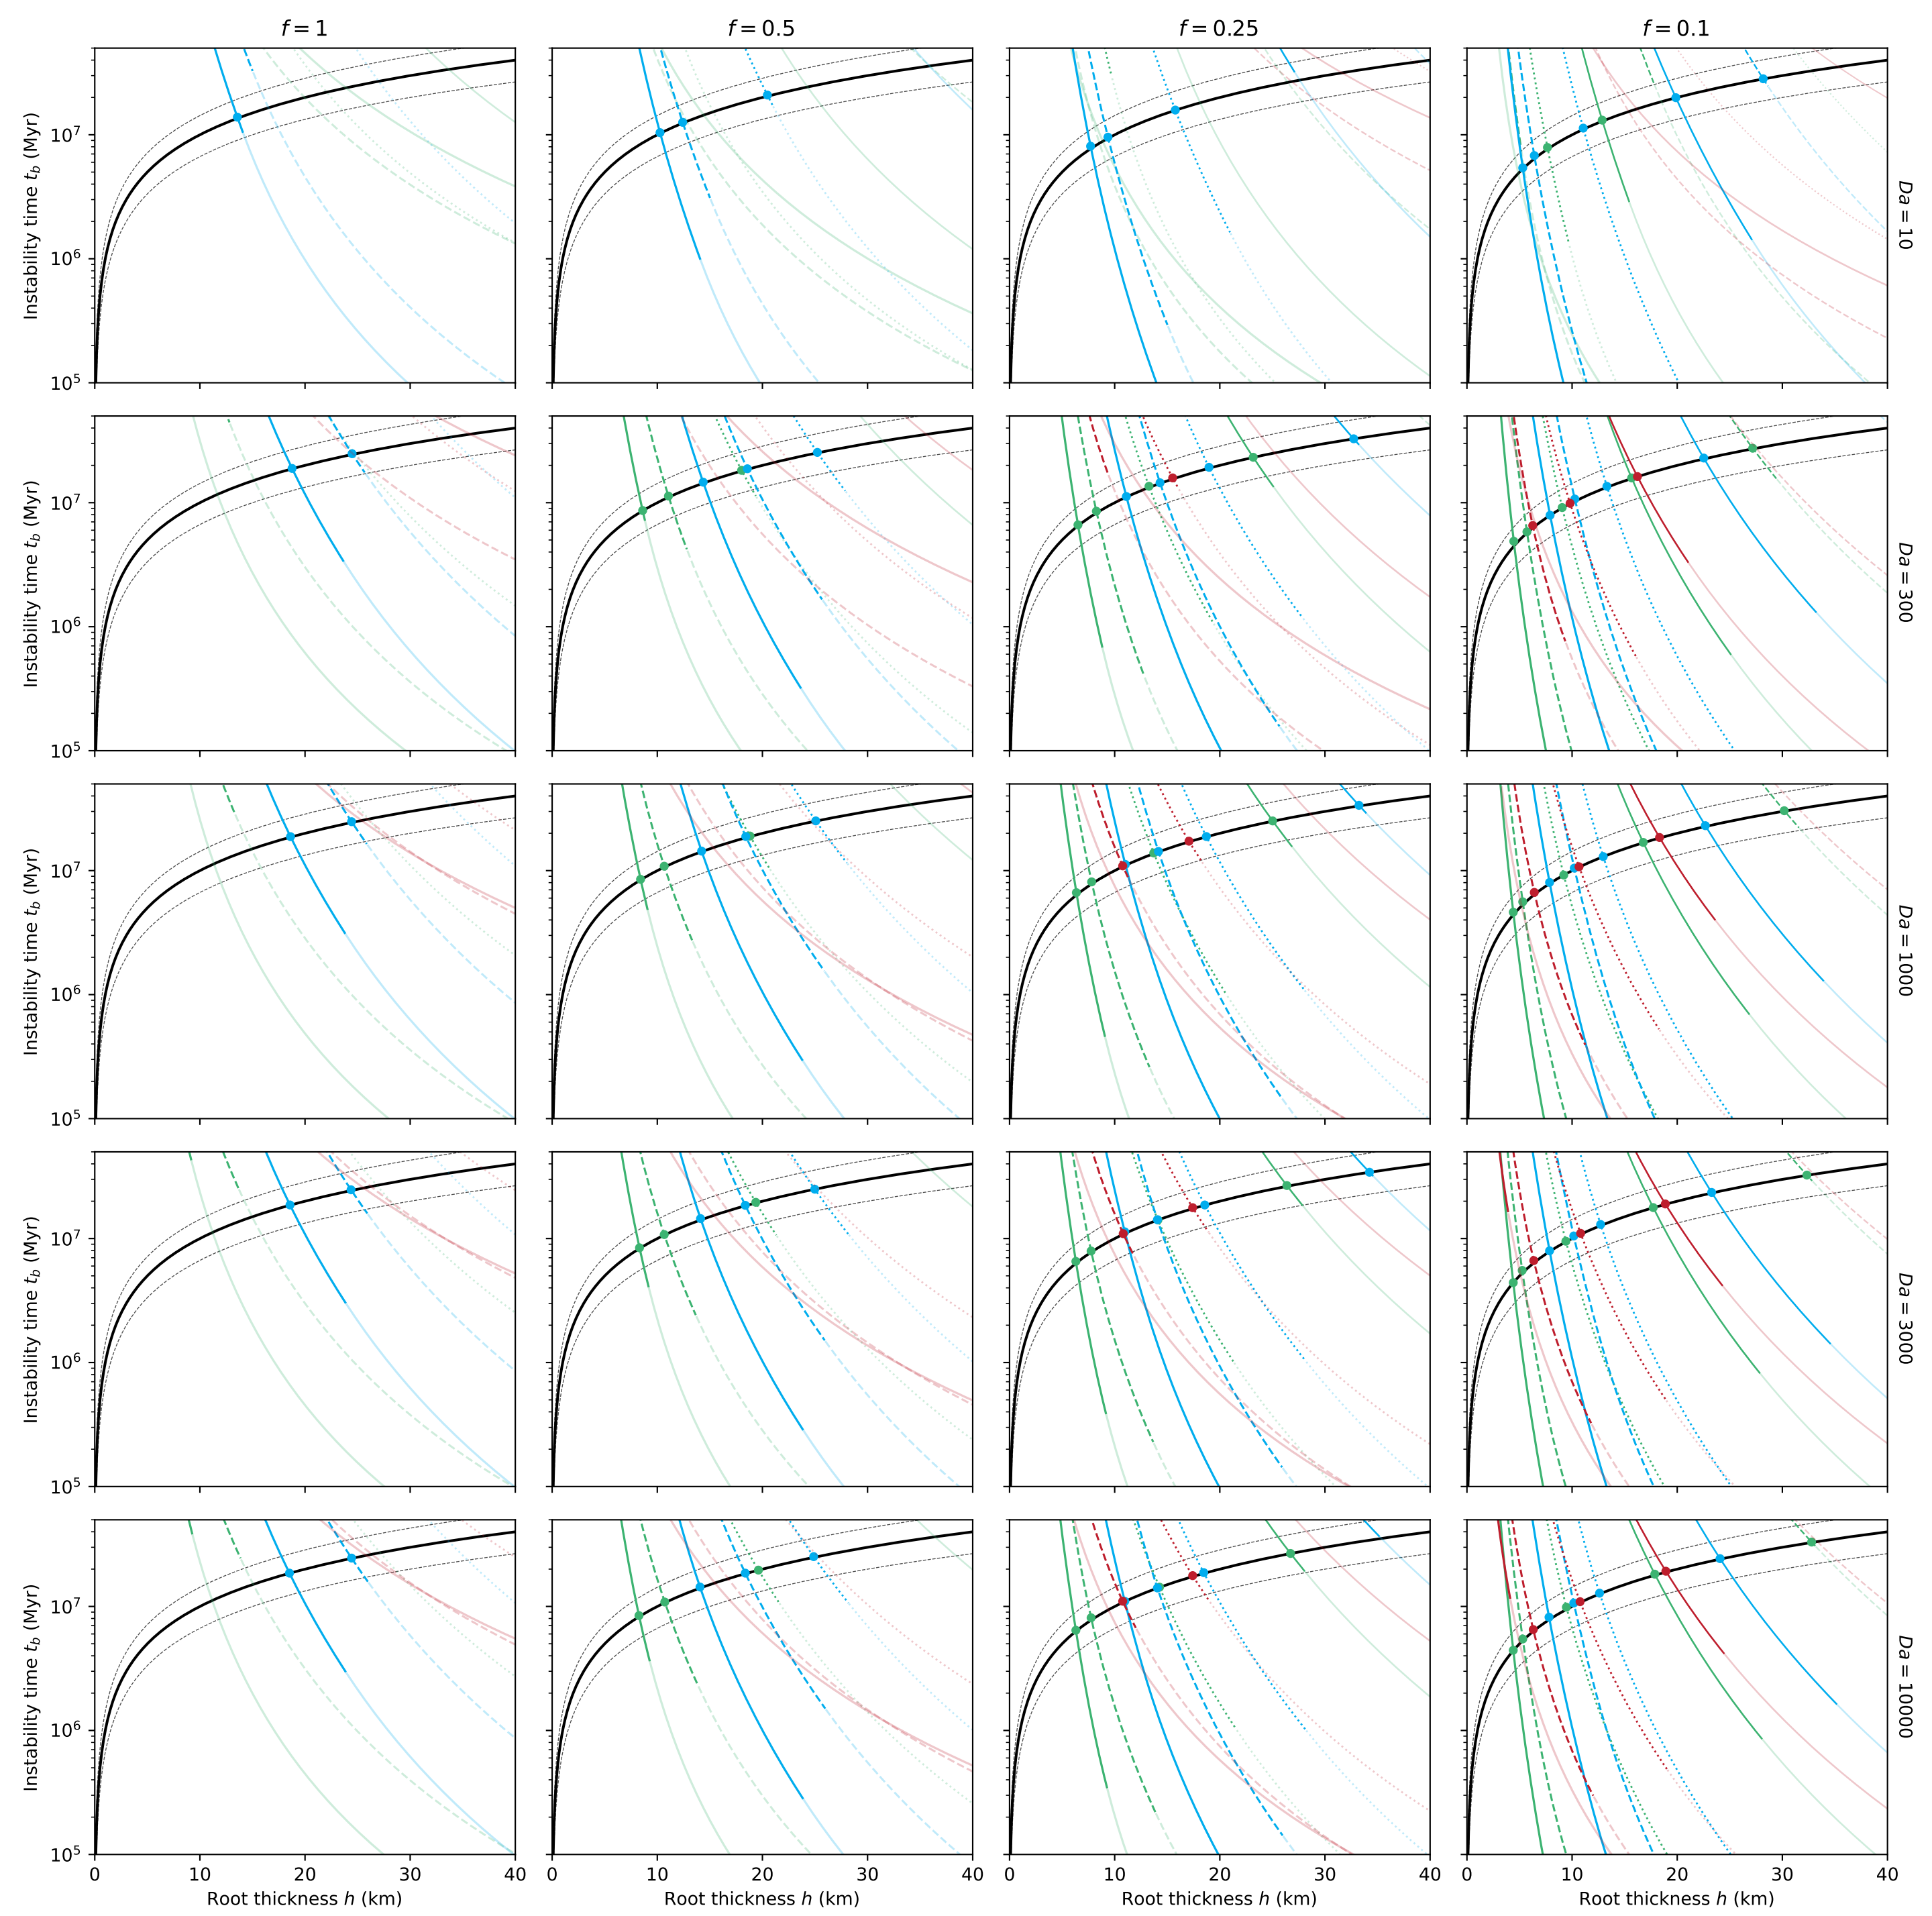 f = 1
f = 0.5
f = 0.25
f = 0.1
Instability time t_b (Myr)
10^7
10^6
10^5
Da = 10
Instability time t_b (Myr)
10^7
10^6
10^5
Da = 300
Instability time t_b (Myr)
10^7
10^6
10^5
Da = 1000
Instability time t_b (Myr)
10^7
10^6
10^5
Da = 3000
Instability time t_b (Myr)
10^7
10^6
10^5
Da = 10000
0 10 20 30 40
0 10 20 30 40
0 10 20 30 40
0 10 20 30 40
Root thickness h (km)
Root thickness h (km)
Root thickness h (km)
Root thickness h (km)